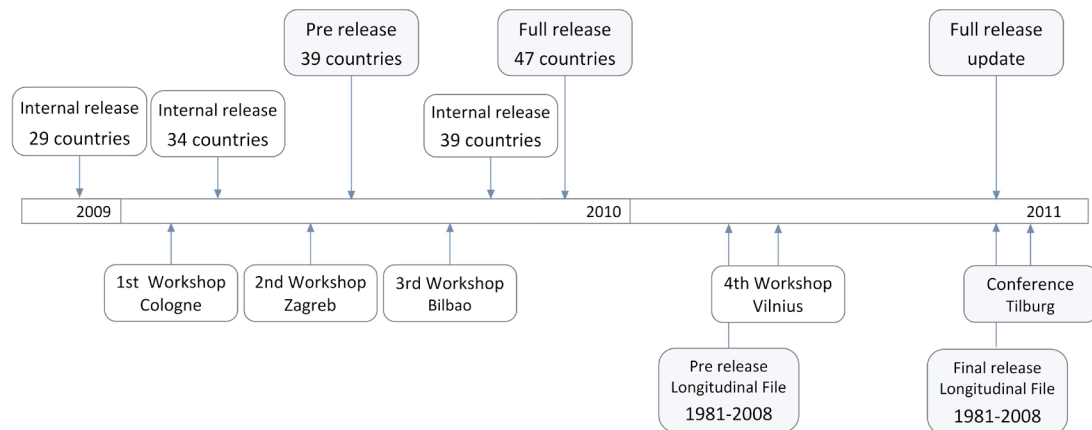 Pre release
39 countries
Full release
47 countries
Full release
update
Internal release
29 countries
Internal release
34 countries
Internal release
39 countries
2009
2010
2011
1st Workshop
Cologne
2nd Workshop
Zagreb
3rd Workshop
Bilbao
4th Workshop
Vilnius
Conference
Tilburg
Pre release
Longitudinal File
1981-2008
Final release
Longitudinal File
1981-2008